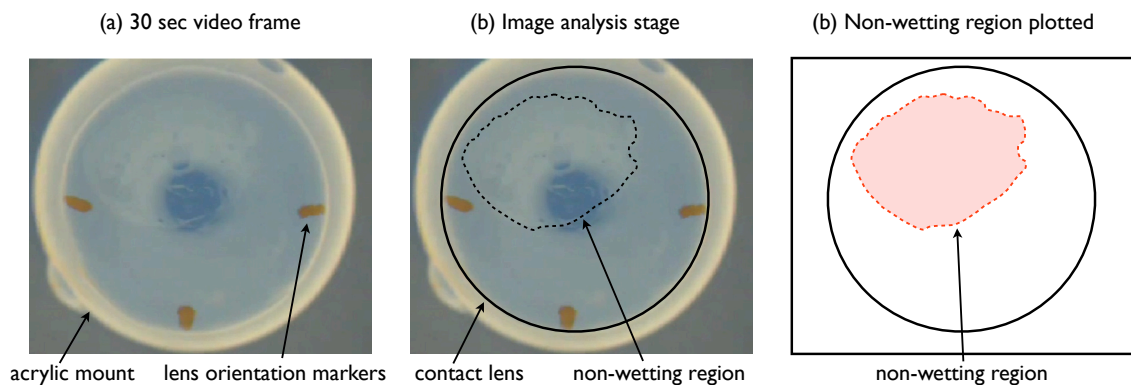 (a) 30 sec video frame
(b) Image analysis stage
(b) Non-wetting region plotted
acrylic mount
lens orientation markers
contact lens
non-wetting region
non-wetting region